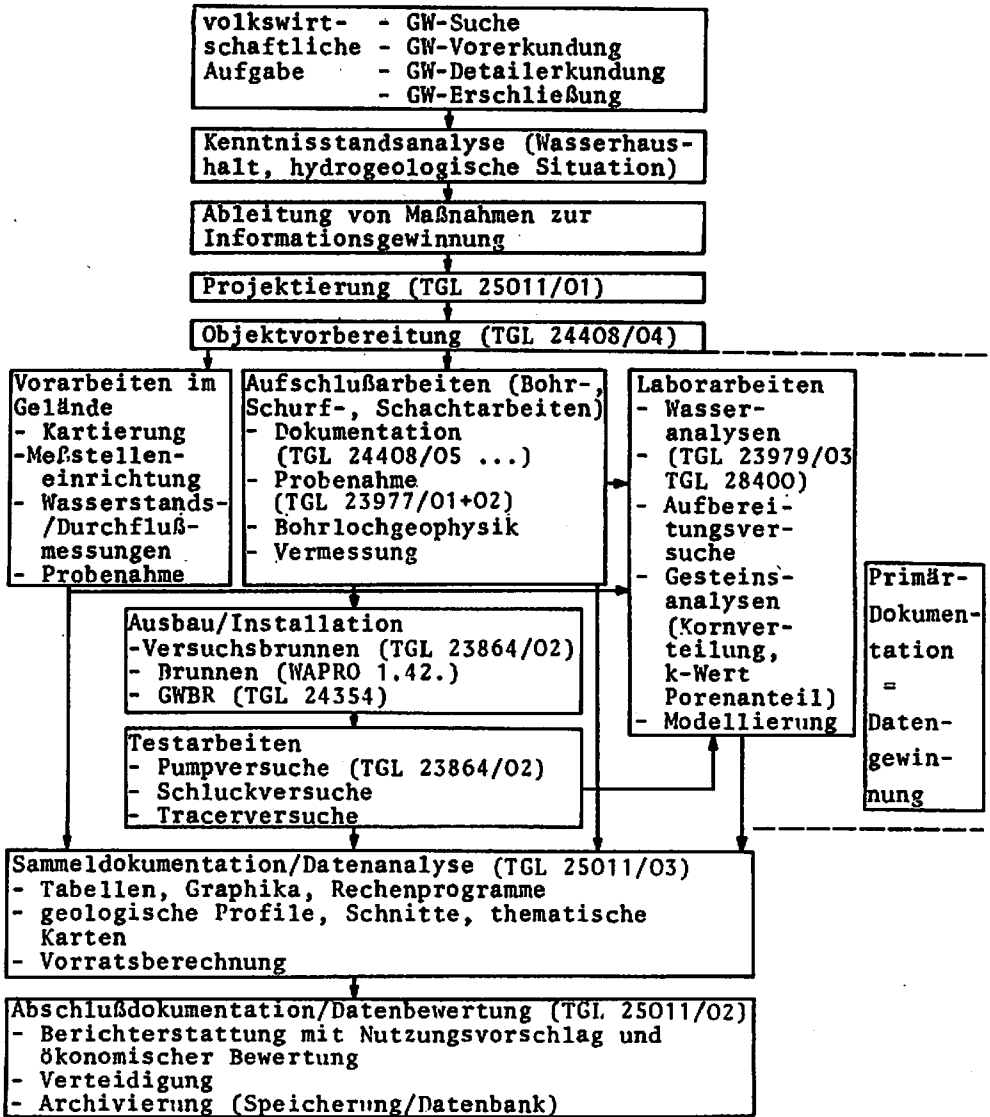 volkswirt- - GW-Suche
schaftliche - GW-Vorerkundung
Aufgabe - GW-Detailerkundung
- GW-Erschließung
Kenntnisstandsanalyse (Wasserhaus-
halt, hydrogeologische Situation)
Ableitung von Maßnahmen zur
Informationsgewinnung
Projektierung (TGL 25011/01)
Objektvorbereitung (TGL 24408/04)
Vorarbeiten im
Gelände
- Kartierung
-Meßstellen-
einrichtung
- Wasserstands-
/Durchfluß-
messungen
- Probenahme
Aufschlußarbeiten (Bohr-,
Schurf-, Schachtarbeiten)
- Dokumentation
(TGL 24408/05 ...)
- Probenahme
(TGL 23977/01+02)
- Bohrlochgeophysik
- Vermessung
Laborarbeiten
- Wasser-
analysen
- (TGL 23979/03
TGL 28400)
- Aufberei-
tungsver-
suche
- Gesteins-
analysen
(Kornver-
teilung,
k-Wert
Porenanteil)
- Modellierung
Primär-
Dokumen-
tation
=
Daten-
gewin-
nung
Ausbau/Installation
-Versuchsbrunnen (TGL 23864/02)
- Brunnen (WAPRO 1.42.)
- GWBR (TGL 24354)
Testarbeiten
- Pumpversuche (TGL 23864/02)
- Schluckversuche
- Tracerversuche
Sammeldokumentation/Datenanalyse (TGL 25011/03)
- Tabellen, Graphika, Rechenprogramme
- geologische Profile, Schnitte, thematische
Karten
- Vorratsberechnung
Abschlußdokumentation/Datenbewertung (TGL 25011/02)
- Berichterstattung mit Nutzungsvorschlag und
ökonomischer Bewertung
- Verteidigung
- Archivierung (Speicherung/Datenbank)